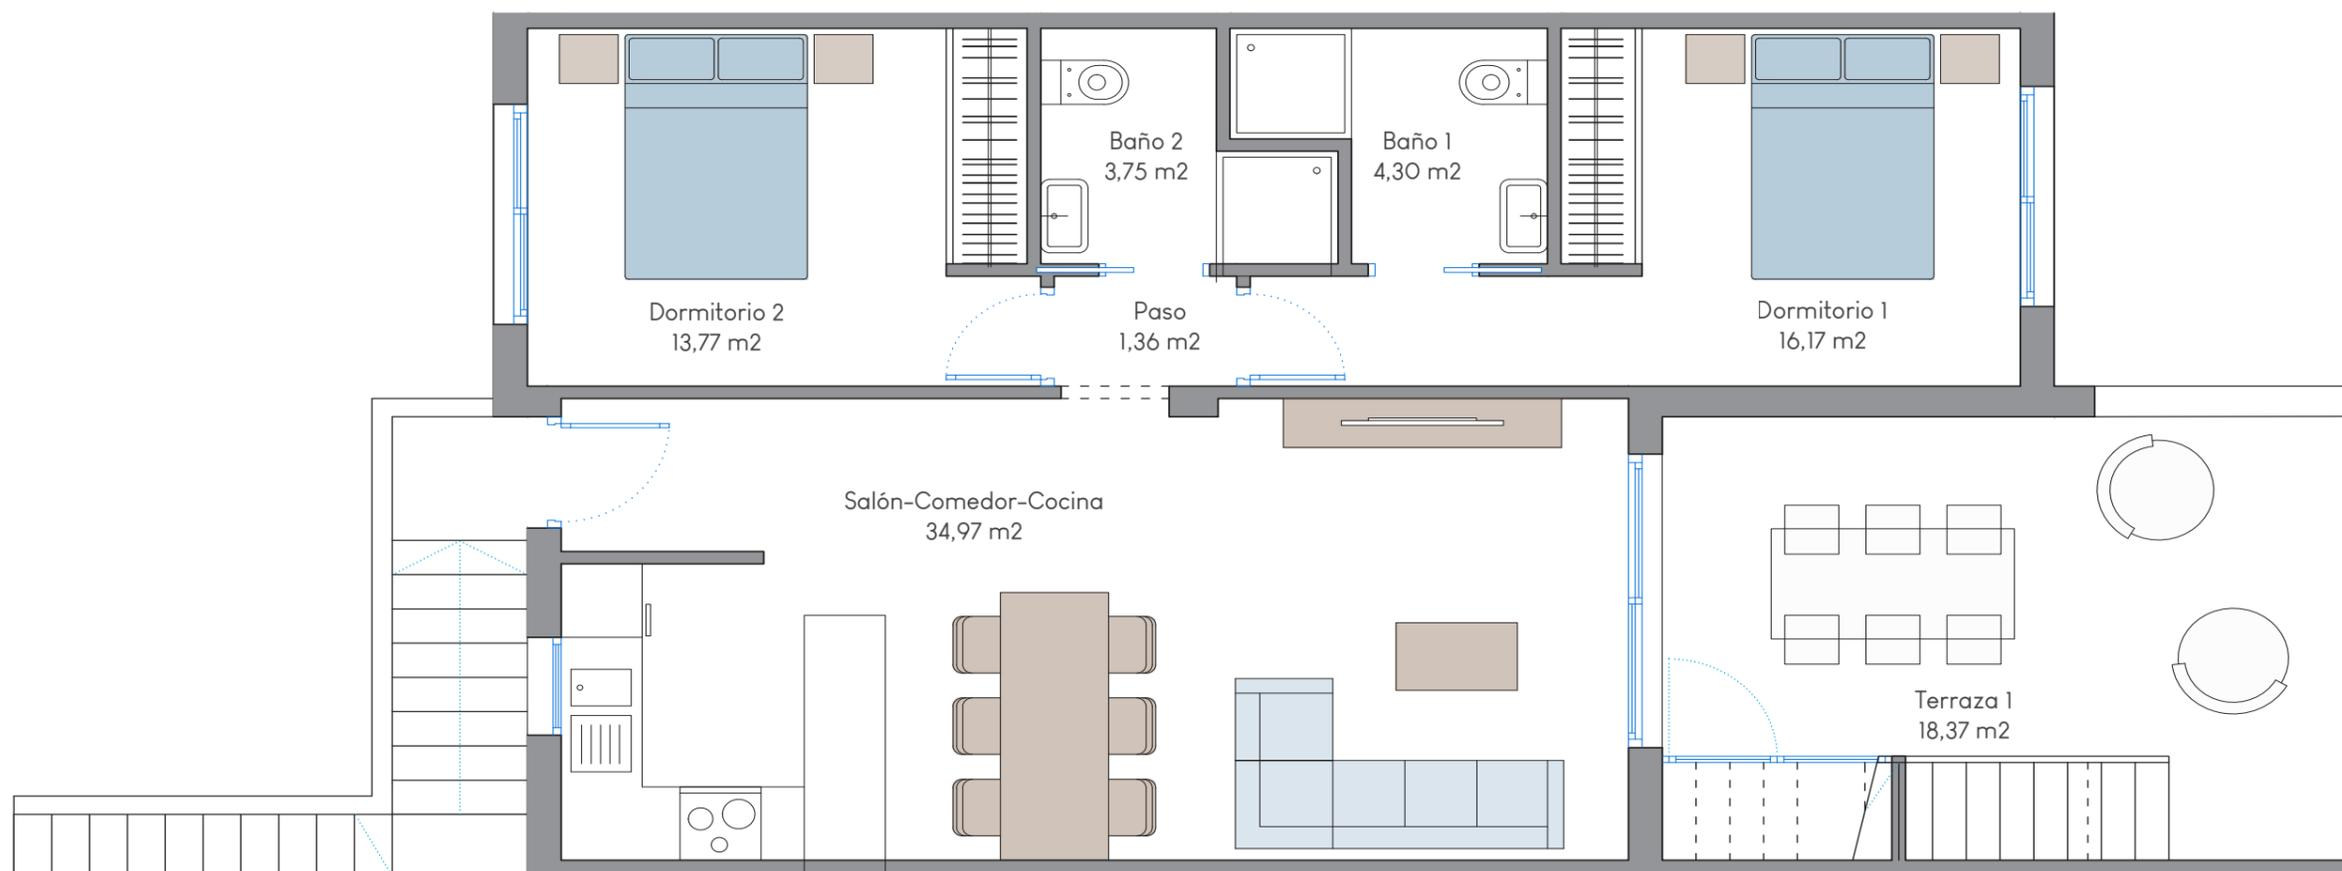 Baño 2
3,75 m2
Baño 1
4,30 m2
Dormitorio 2
13,77 m2
Paso
1,36 m2
Dormitorio 1
16,17 m2
Salón-Comedor-Cocina
34,97 m2
Terraza 1
18,37 m2